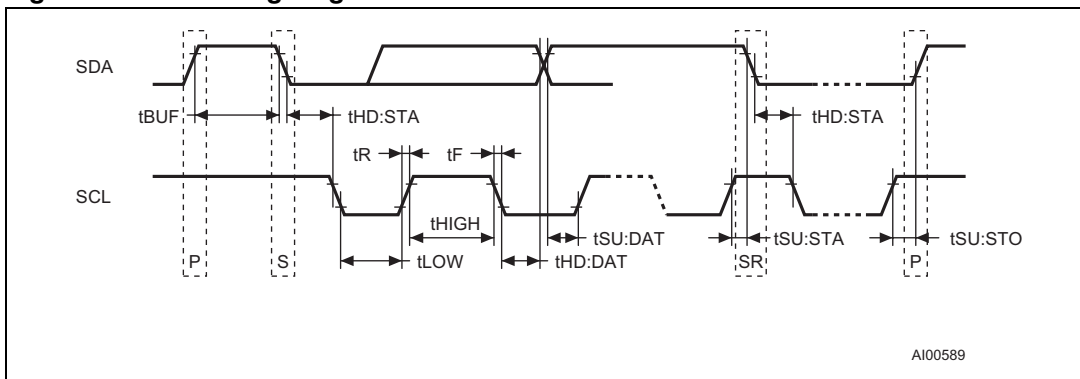 SDA
tBUF
tHD:STA
tHD:STA
tR
tF
SCL
tHIGH
tSU:DAT
tSU:STA
tSU:STO
P
S
tLOW
tHD:DAT
SR
P
AI00589